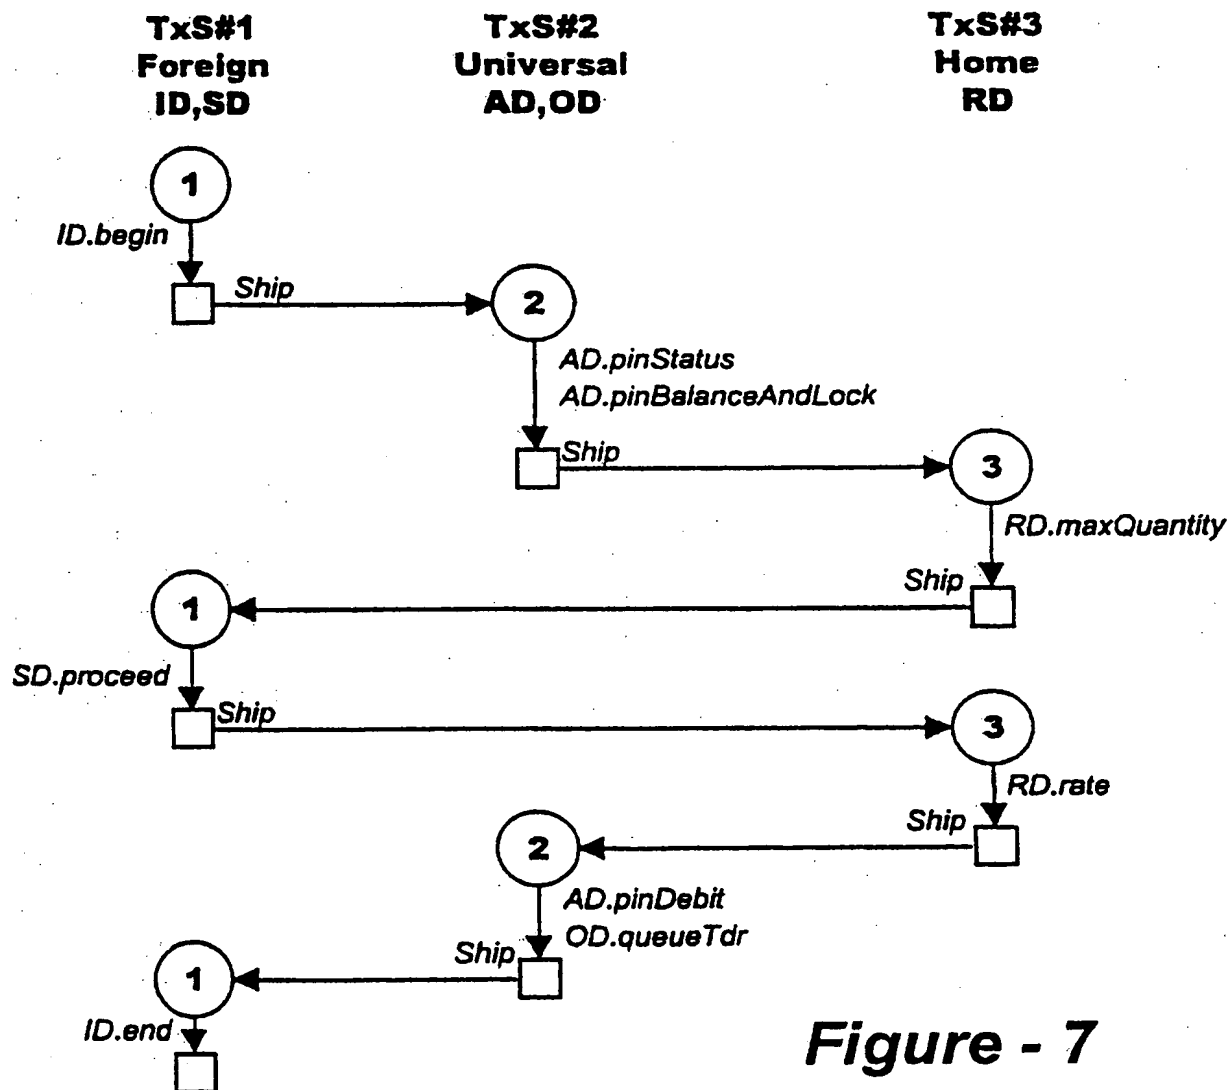 TxS#1
Foreign
ID,SD
TxS#2
Universal
AD,OD
TxS#3
Home
RD
1
ID.begin
Ship
2
AD.pinStatus
AD.pinBalanceAndLock
Ship
3
RD.maxQuantity
Ship
1
SD.proceed
Ship
3
RD.rate
Ship
2
AD.pinDebit
OD.queueTdr
Ship
1
ID.end
Figure - 7